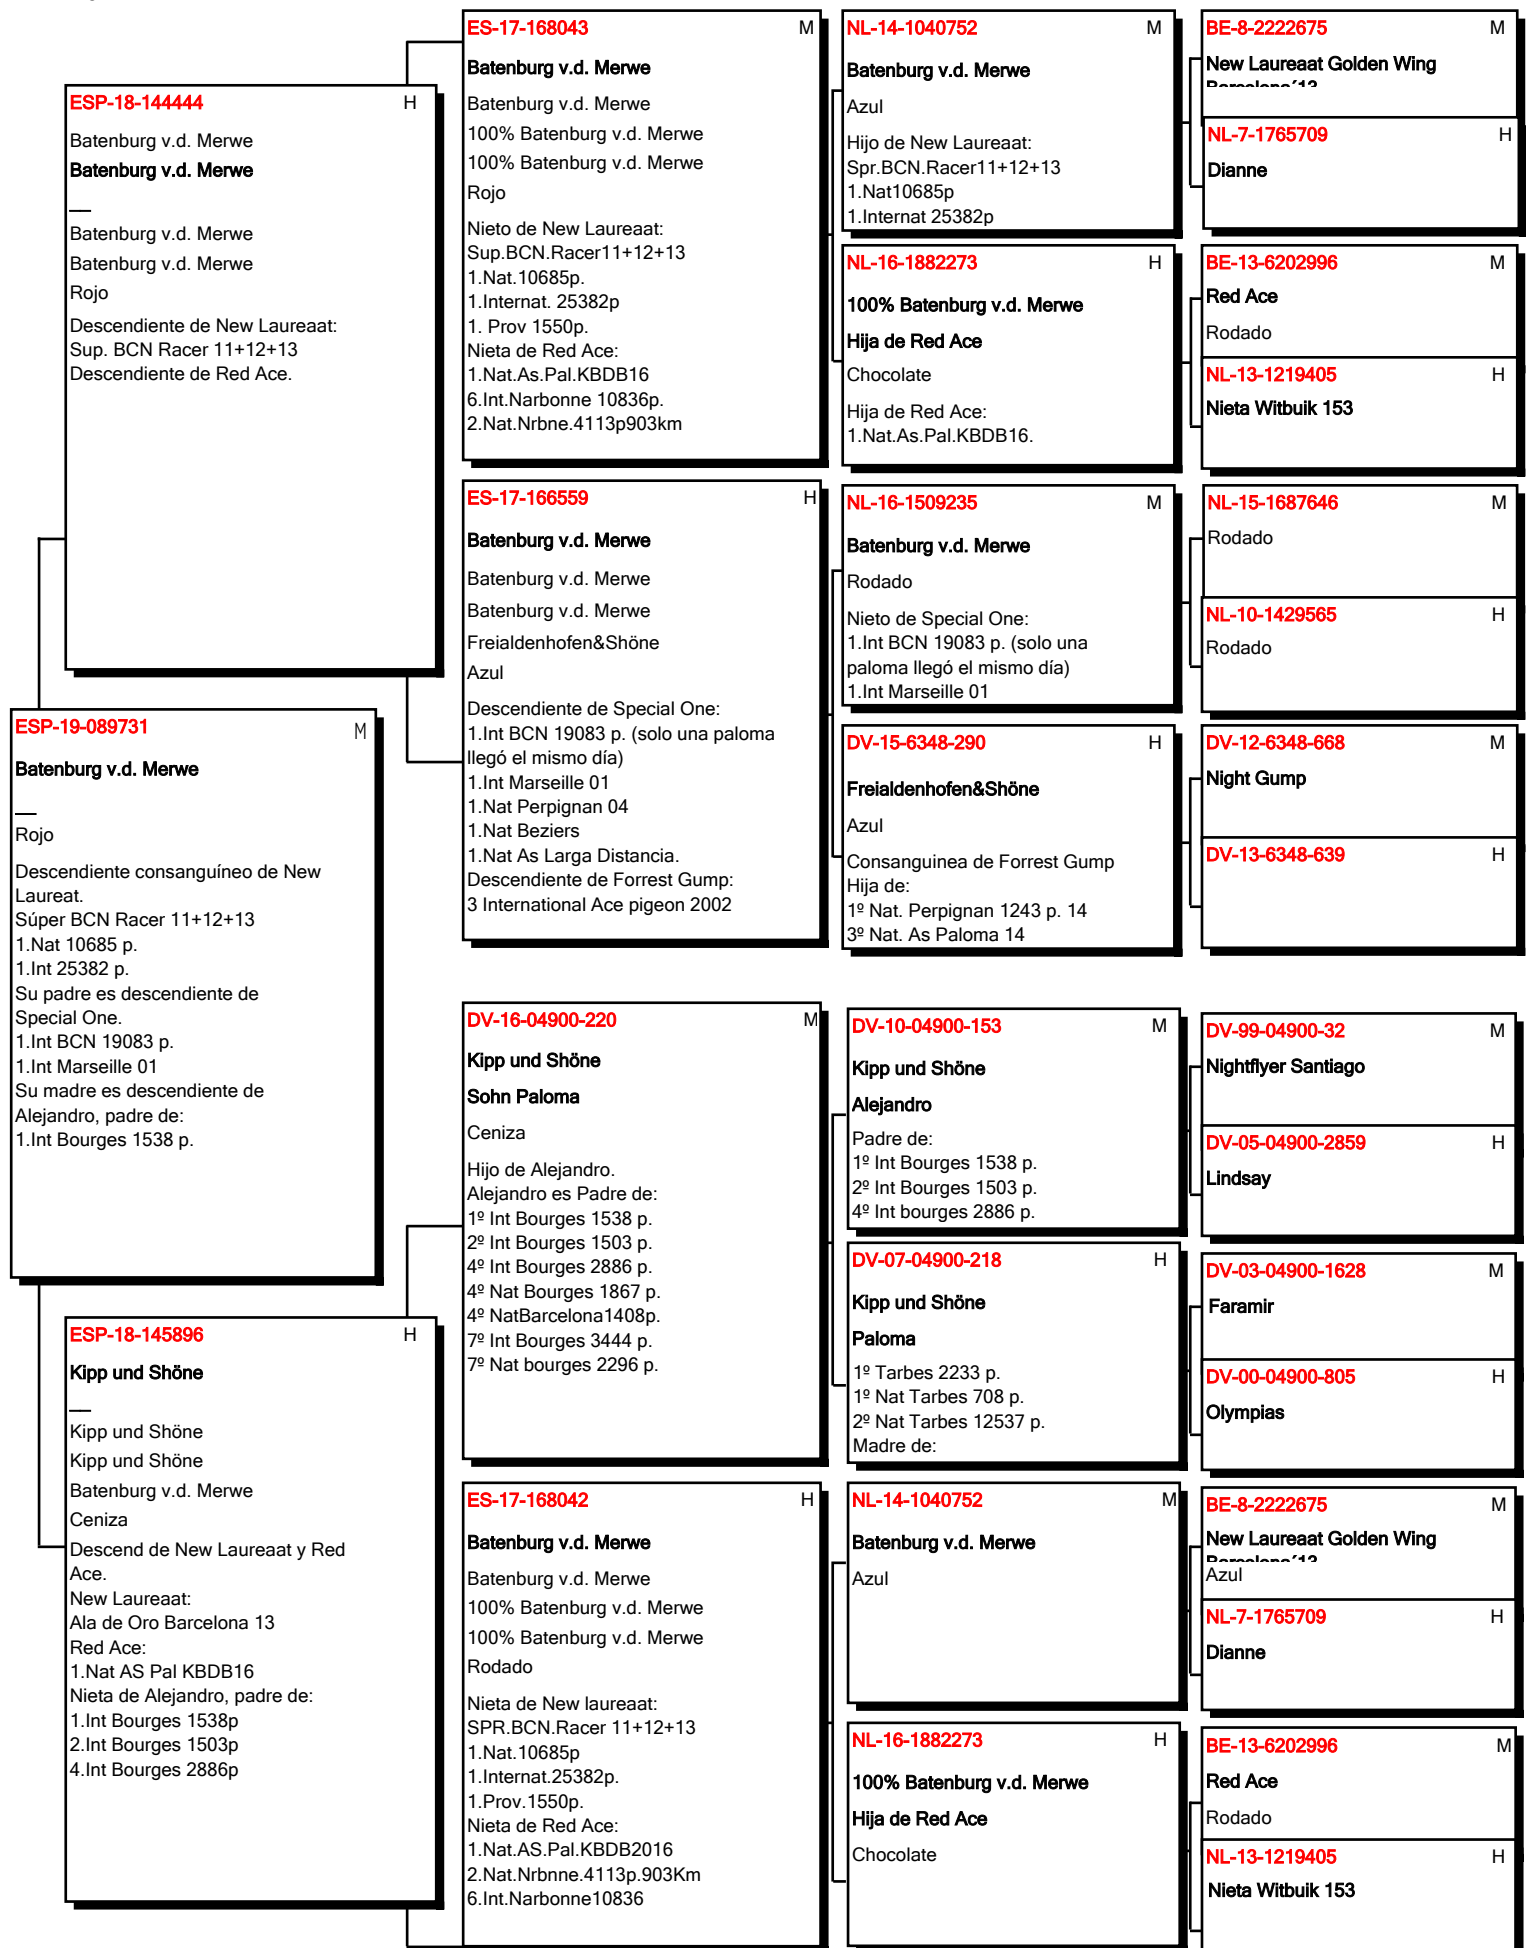 ESP-19-089731 M
Batenburg v.d. Merwe
__
Rojo
Descendiente consanguíneo de New
Laureat.
Súper BCN Racer 11+12+13
1.Nat 10685 p.
1.Int 25382 p.
Su padre es descendiente de
Special One.
1.Int BCN 19083 p.
1.Int Marseille 01
Su madre es descendiente de
Alejandro, padre de:
1.Int Bourges 1538 p.
ESP-18-144444 H
Batenburg v.d. Merwe
Batenburg v.d. Merwe
__
Batenburg v.d. Merwe
Batenburg v.d. Merwe
Rojo
Descendiente de New Laureaat:
Sup. BCN Racer 11+12+13
Descendiente de Red Ace.
ESP-18-145896 H
Kipp und Shöne
__
Kipp und Shöne
Kipp und Shöne
Batenburg v.d. Merwe
Ceniza
Descend de New Laureaat y Red
Ace.
New Laureaat:
Ala de Oro Barcelona 13
Red Ace:
1.Nat AS Pal KBDB16
Nieta de Alejandro, padre de:
1.Int Bourges 1538p
2.Int Bourges 1503p
4.Int Bourges 2886p
ES-17-168043 M
Batenburg v.d. Merwe
Batenburg v.d. Merwe
100% Batenburg v.d. Merwe
100% Batenburg v.d. Merwe
Rojo
Nieto de New Laureaat:
Sup.BCN.Racer11+12+13
1.Nat.10685p.
1.Internat. 25382p
1. Prov 1550p.
Nieta de Red Ace:
1.Nat.As.Pal.KBDB16
6.Int.Narbonne 10836p.
2.Nat.Nrbne.4113p903km
ES-17-166559 H
Batenburg v.d. Merwe
Batenburg v.d. Merwe
Batenburg v.d. Merwe
Freialdenhofen&Shöne
Azul
Descendiente de Special One:
1.Int BCN 19083 p. (solo una paloma
llegó el mismo día)
1.Int Marseille 01
1.Nat Perpignan 04
1.Nat Beziers
1.Nat As Larga Distancia.
Descendiente de Forrest Gump:
3 International Ace pigeon 2002
DV-16-04900-220 M
Kipp und Shöne
Sohn Paloma
Ceniza
Hijo de Alejandro.
Alejandro es Padre de:
1º Int Bourges 1538 p.
2º Int Bourges 1503 p.
4º Int Bourges 2886 p.
4º Nat Bourges 1867 p.
4º NatBarcelona1408p.
7º Int Bourges 3444 p.
7º Nat bourges 2296 p.
ES-17-168042 H
Batenburg v.d. Merwe
Batenburg v.d. Merwe
100% Batenburg v.d. Merwe
100% Batenburg v.d. Merwe
Rodado
Nieta de New laureaat:
SPR.BCN.Racer 11+12+13
1.Nat.10685p
1.Internat.25382p.
1.Prov.1550p.
Nieta de Red Ace:
1.Nat.AS.Pal.KBDB2016
2.Nat.Nrbnne.4113p.903Km
6.Int.Narbonne10836
NL-14-1040752 M
Batenburg v.d. Merwe
Azul
Hijo de New Laureaat:
Spr.BCN.Racer11+12+13
1.Nat10685p
1.Internat 25382p
NL-16-1882273 H
100% Batenburg v.d. Merwe
Hija de Red Ace
Chocolate
Hija de Red Ace:
1.Nat.As.Pal.KBDB16.
NL-16-1509235 M
Batenburg v.d. Merwe
Rodado
Nieto de Special One:
1.Int BCN 19083 p. (solo una
paloma llegó el mismo día)
1.Int Marseille 01
DV-15-6348-290 H
Freialdenhofen&Shöne
Azul
Consanguinea de Forrest Gump
Hija de:
1º Nat. Perpignan 1243 p. 14
3º Nat. As Paloma 14
DV-10-04900-153 M
Kipp und Shöne
Alejandro
Padre de:
1º Int Bourges 1538 p.
2º Int Bourges 1503 p.
4º Int bourges 2886 p.
DV-07-04900-218 H
Kipp und Shöne
Paloma
1º Tarbes 2233 p.
1º Nat Tarbes 708 p.
2º Nat Tarbes 12537 p.
Madre de:
NL-14-1040752 M
Batenburg v.d. Merwe
Azul
NL-16-1882273 H
100% Batenburg v.d. Merwe
Hija de Red Ace
Chocolate
BE-8-2222675 M
New Laureaat Golden Wing
Barcelona´13
NL-7-1765709 H
Dianne
BE-13-6202996 M
Red Ace
Rodado
NL-13-1219405 H
Nieta Witbuik 153
NL-15-1687646 M
Rodado
NL-10-1429565 H
Rodado
DV-12-6348-668 M
Night Gump
DV-13-6348-639 H
DV-99-04900-32 M
Nightflyer Santiago
DV-05-04900-2859 H
Lindsay
DV-03-04900-1628 M
Faramir
DV-00-04900-805 H
Olympias
BE-8-2222675 M
New Laureaat Golden Wing
Barcelona´13
Azul
NL-7-1765709 H
Dianne
BE-13-6202996 M
Red Ace
Rodado
NL-13-1219405 H
Nieta Witbuik 153